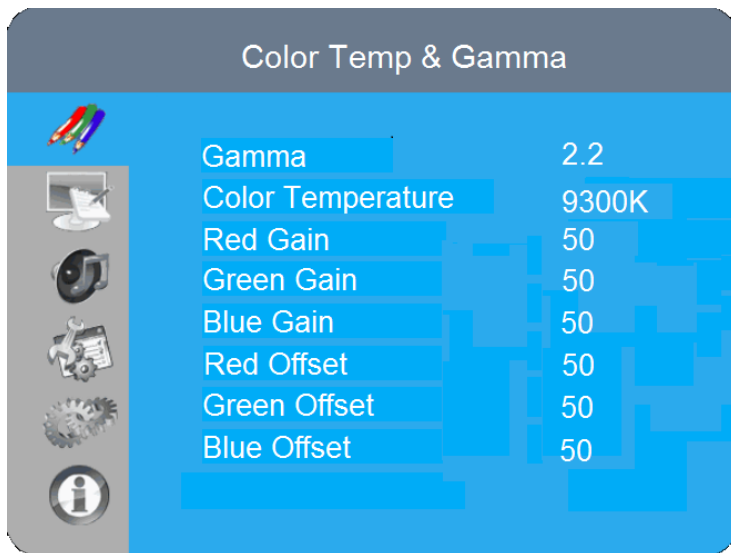 Color Temp & Gamma
Gamma 2.2
Color Temperature 9300K
Red Gain 50
Green Gain 50
Blue Gain 50
Red Offset 50
Green Offset 50
Blue Offset 50